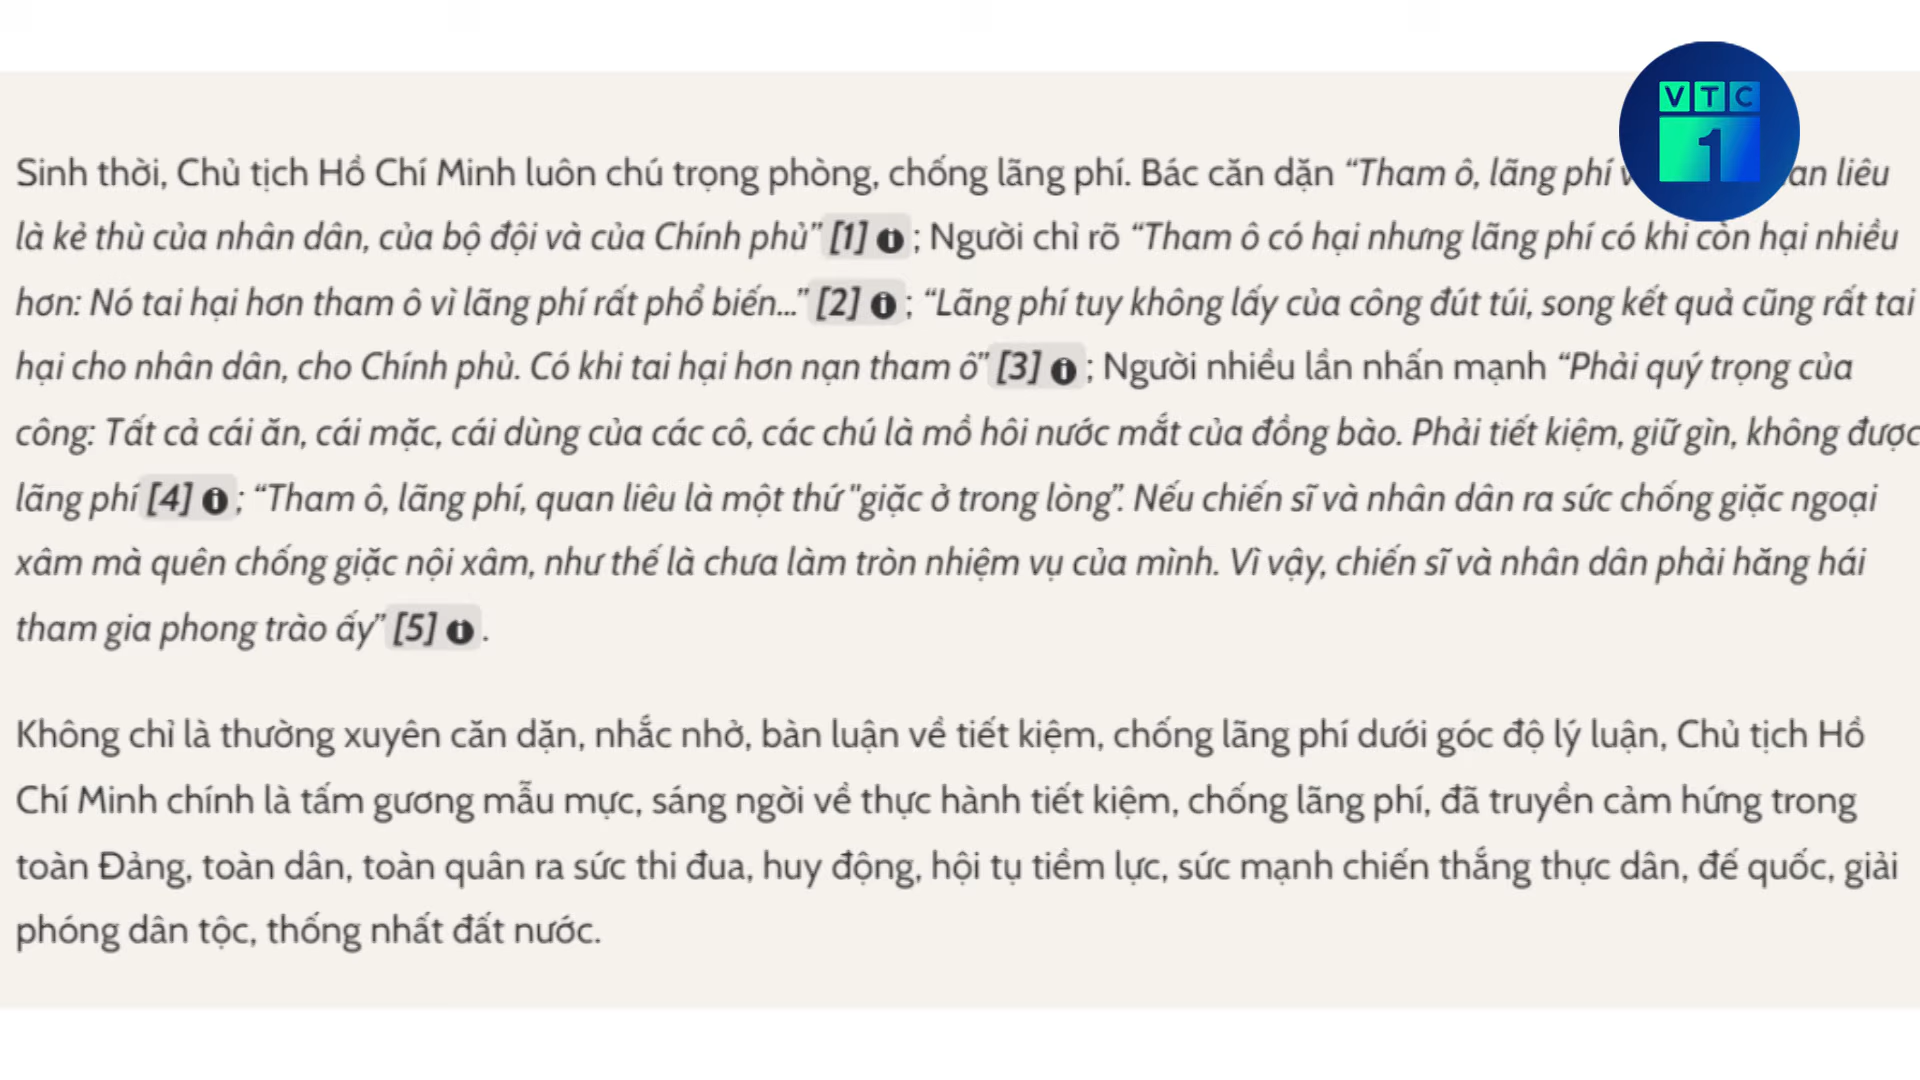 VTC
1
Sinh thời, Chủ tịch Hồ Chí Minh luôn chú trọng phòng, chống lãng phí. Bác căn dặn “Tham ô, lãng phí liêu
là kẻ thù của nhân dân, của bộ đội và của Chính phủ” [1] ; Người chỉ rõ “Tham ô có hại nhưng lãng phí có khi còn hại nhiều
hơn: Nó tai hại hơn tham ô vì lãng phí rất phổ biến...” [2] ; “Lãng phí tuy không lấy của công đút túi, song kết quả cũng rất tai
hại cho nhân dân, cho Chính phủ. Có khi tai hại hơn nạn tham ô” [3] ; Người nhiều lần nhấn mạnh “Phải quý trọng của
công: Tất cả cái ăn, cái mặc, cái dùng của các cô, các chú là mồ hôi nước mắt của đồng bào. Phải tiết kiệm, giữ gìn, không được
lãng phí [4] ; “Tham ô, lãng phí, quan liêu là một thứ "giặc ở trong lòng”. Nếu chiến sĩ và nhân dân ra sức chống giặc ngoại
xâm mà quên chống giặc nội xâm, như thế là chưa làm tròn nhiệm vụ của mình. Vì vậy, chiến sĩ và nhân dân phải hăng hái
tham gia phong trào ấy” [5] .
Không chỉ là thường xuyên căn dặn, nhắc nhở, bàn luận về tiết kiệm, chống lãng phí dưới góc độ lý luận, Chủ tịch Hồ
Chí Minh chính là tấm gương mẫu mực, sáng ngời về thực hành tiết kiệm, chống lãng phí, đã truyền cảm hứng trong
toàn Đảng, toàn dân, toàn quân ra sức thi đua, huy động, hội tụ tiềm lực, sức mạnh chiến thắng thực dân, đế quốc, giải
phóng dân tộc, thống nhất đất nước.